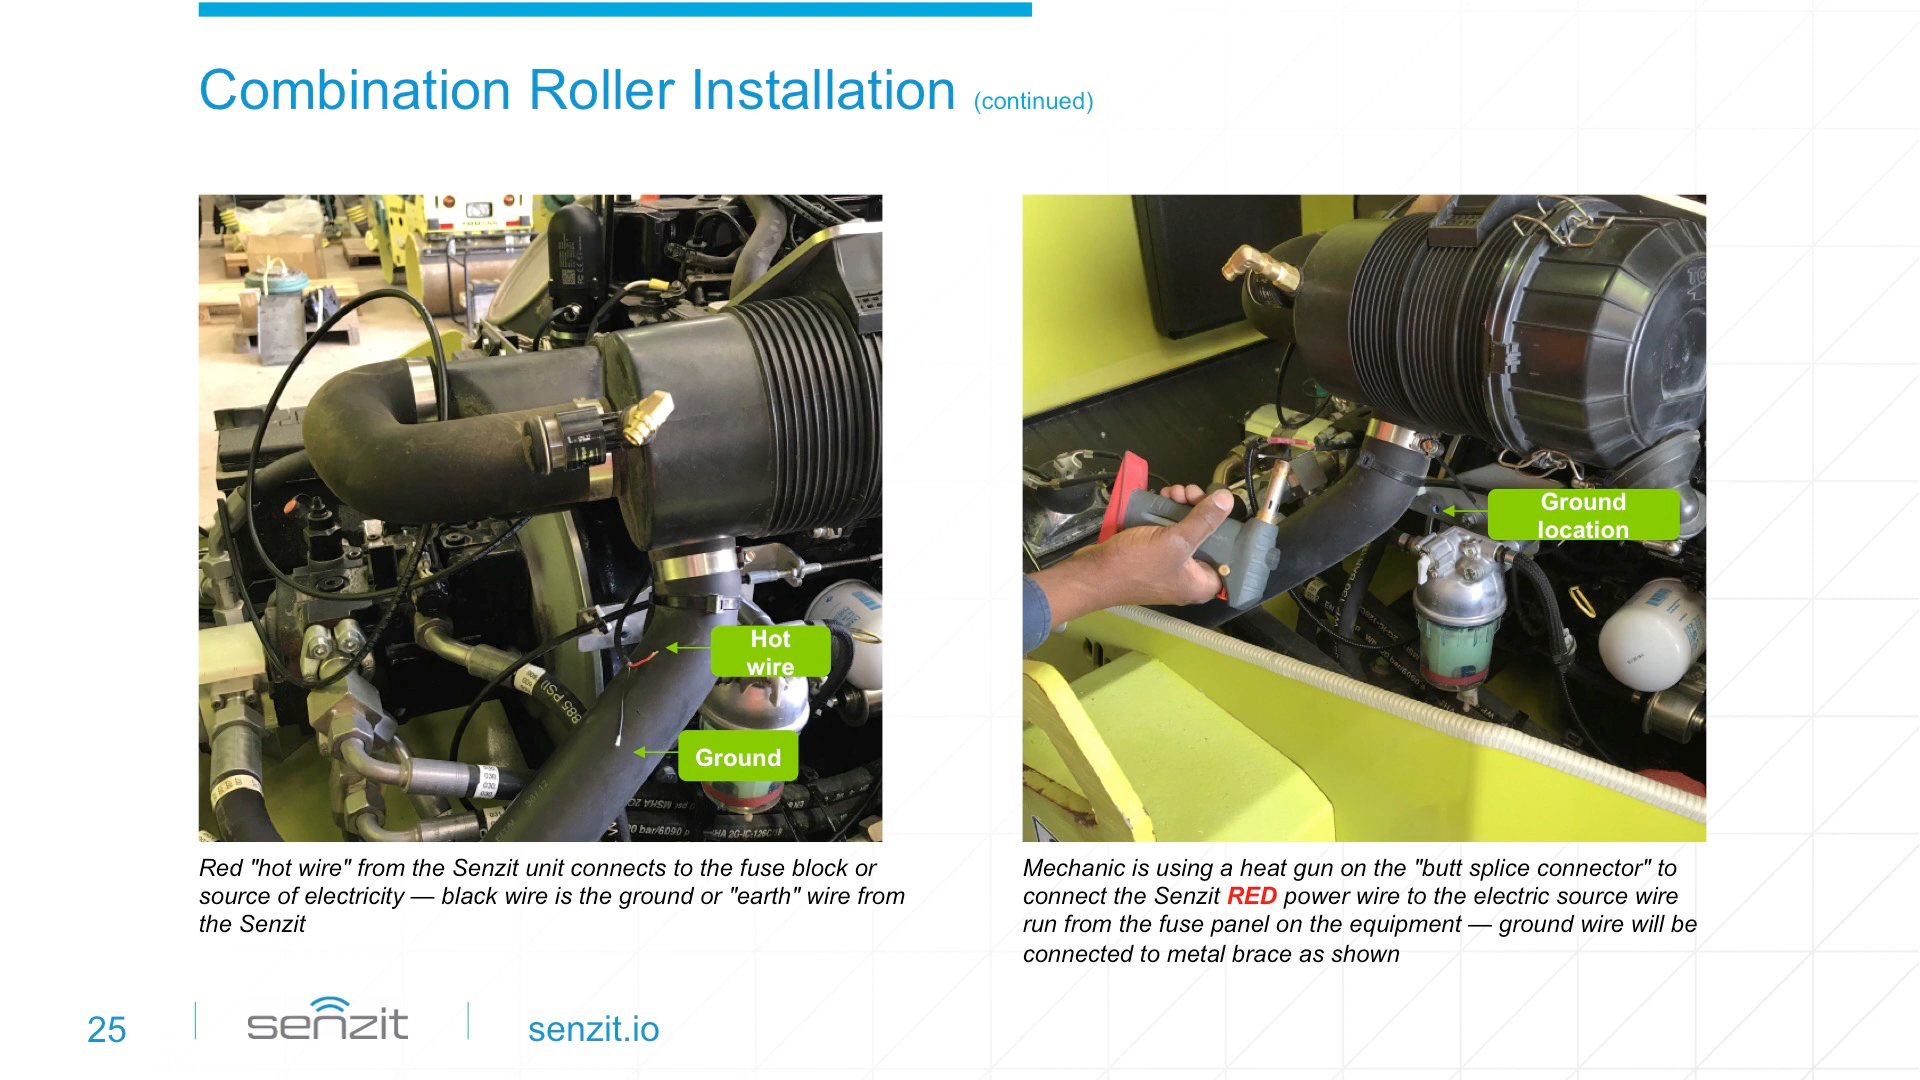 Combination Roller Installation (continued)
Hot
wire
Ground
885 PSI)
Red "hot wire" from the Senzit unit connects to the fuse block or
source of electricity — black wire is the ground or "earth" wire from
the Senzit
Ground
location
Mechanic is using a heat gun on the "butt splice connector" to
connect the Senzit RED power wire to the electric source wire
run from the fuse panel on the equipment — ground wire will be
connected to metal brace as shown
25
senzit
senzit.io